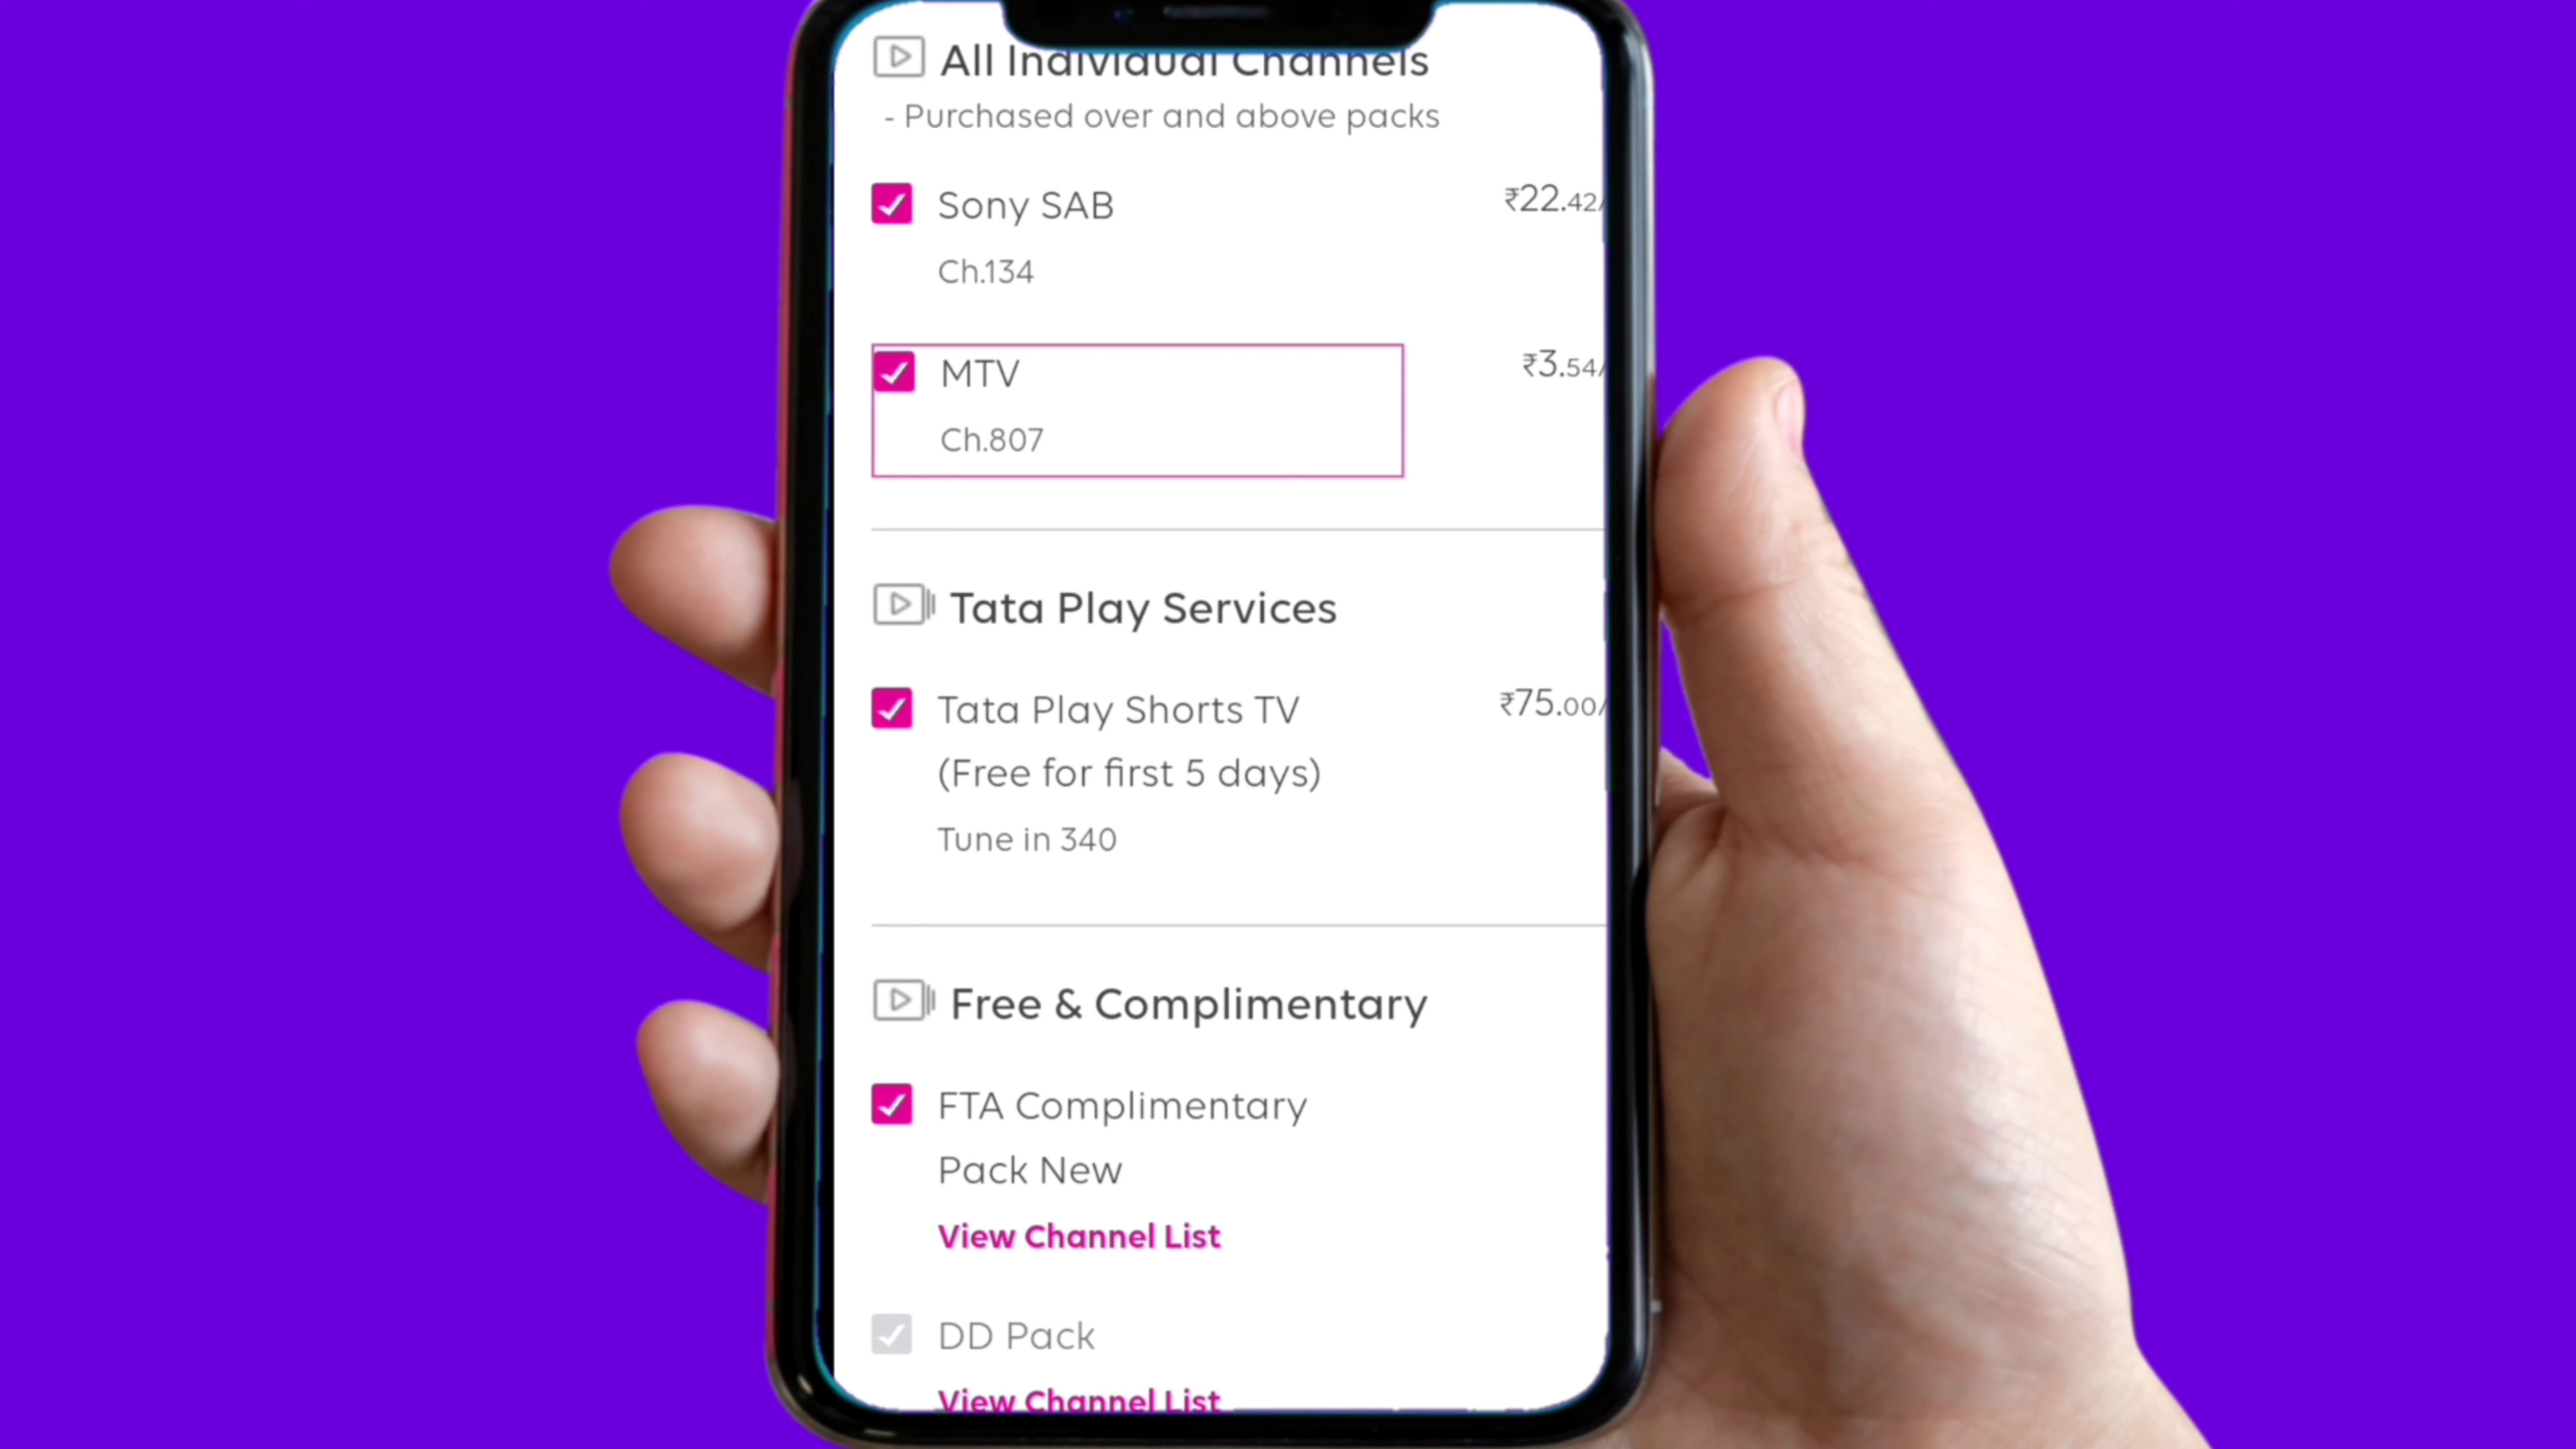 All Individual Channels
- Purchased over and above packs
Sony SAB
₹22.42/
Ch.134
MTV
₹3.54/
Ch.807
Tata Play Services
Tata Play Shorts TV
₹75.00/
(Free for first 5 days)
Tune in 340
Free & Complimentary
FTA Complimentary
Pack New
View Channel List
DD Pack
View Channel List